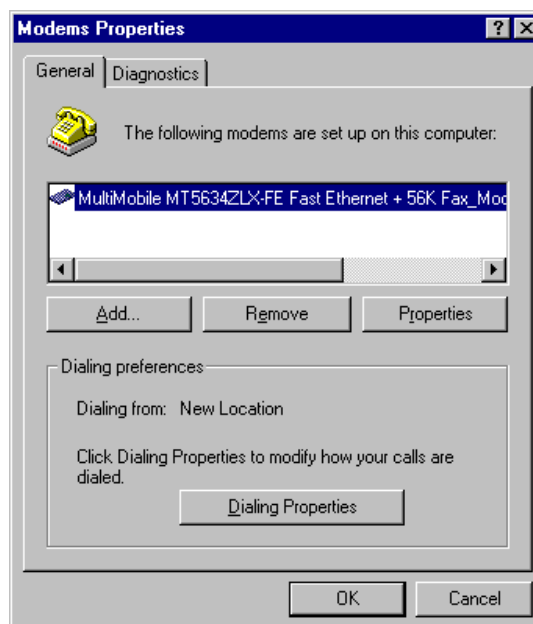 Modems Properties
General Diagnostics
The following modems are set up on this computer:
MultiMobile MT5634ZLX-FE Fast Ethernet + 56K Fax_Mod
Add... Remove Properties
Dialing preferences
Dialing from: New Location
Click Dialing Properties to modify how your calls are
dialed.
Dialing Properties
OK Cancel